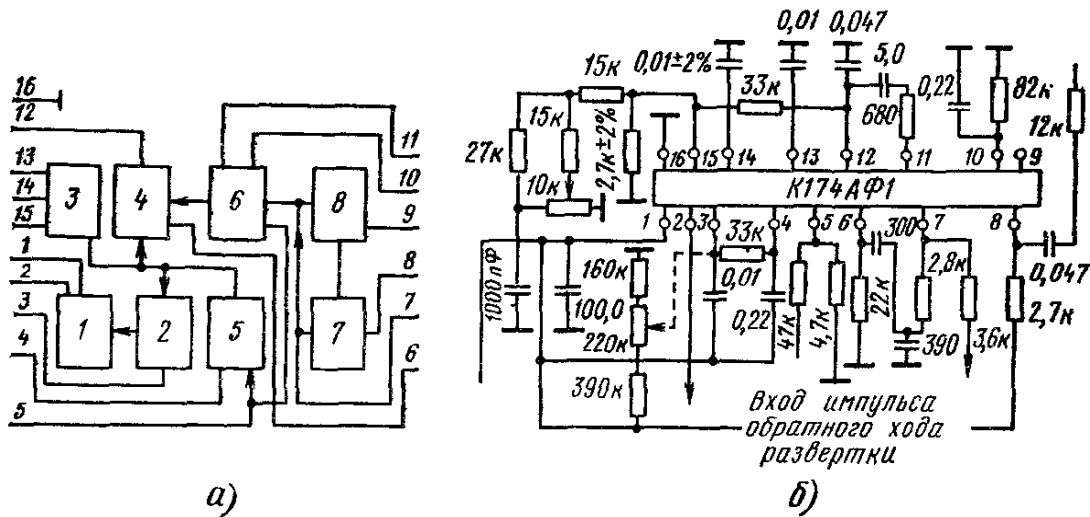 16
12
13
14
15
1
2
3
4
5
3
4
6
8
1
2
5
7
11
10
9
8
7
6
а)
0,01
0,047
0,01±2%
5,0
15к
33к
680
0,22
82к
12к
27к
15к
2,7к±2%
10к
16
15
14
13
12
11
10
9
К174АФ1
1
2
3
4
5
6
7
8
1000пФ
100,0
160к
220к
390к
33к
0,01
0,22
47к
4,7к
300
22к
2,8к
390
3,6к
0,047
2,7к
Вход импульса
обратного хода
развертки
б)